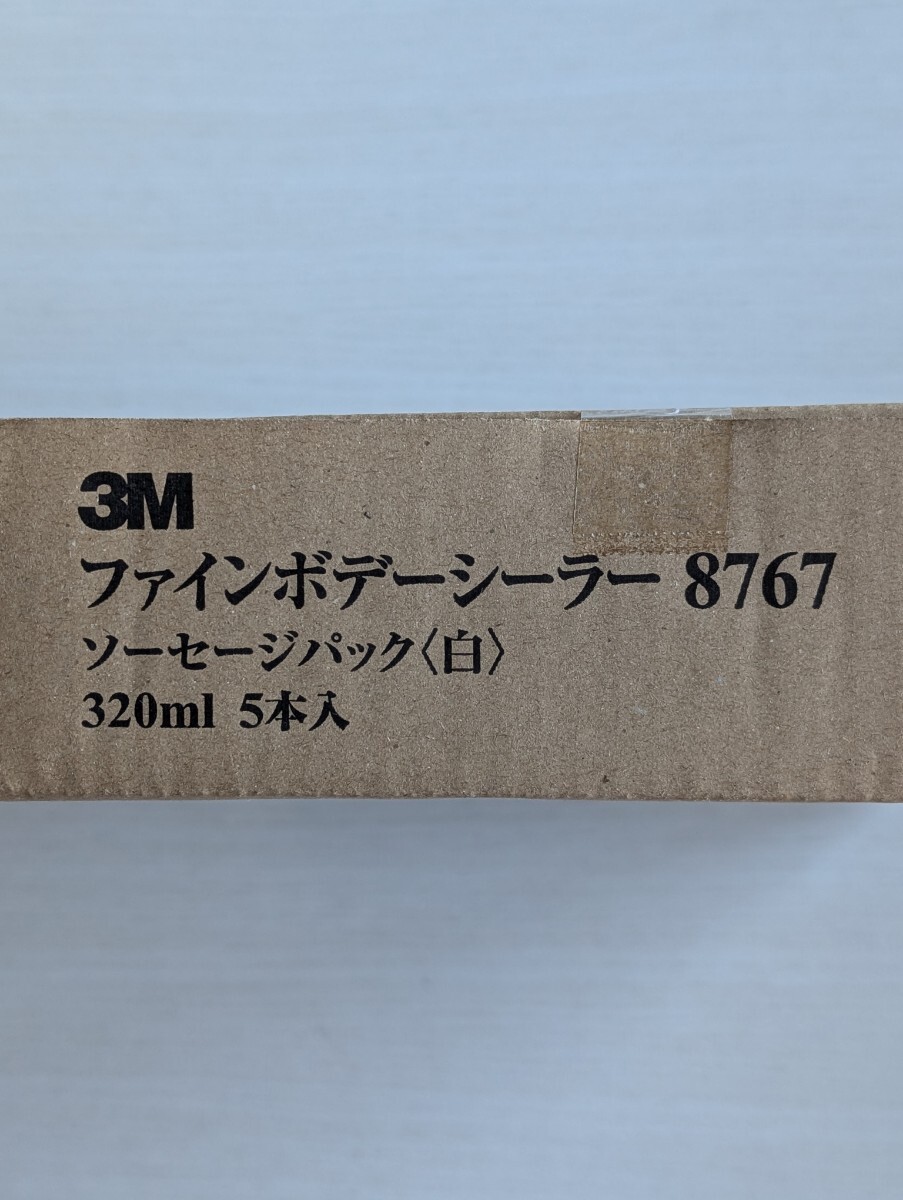 3M
ファインボデーシーラー 8767
ソーセージパック〈白〉
320ml 5本入